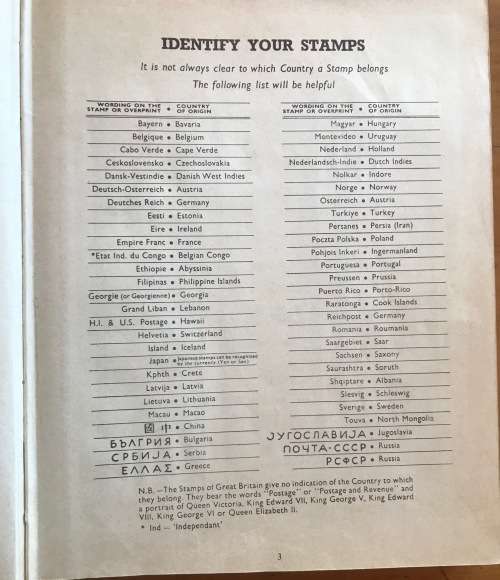 IDENTIFY YOUR STAMPS
It is not always clear to which Country a Stamp belongs
The following list will be helpful
WORDING ON THE STAMP OR OVERPRINT • COUNTRY OF ORIGIN
Bayern • Bavaria
Belgique • Belgium
Cabo Verde • Cape Verde
Ceskoslovensko • Czechoslovakia
Dansk-Vestindie • Danish West Indies
Deutsch-Osterreich • Austria
Deutches Reich • Germany
Eesti • Estonia
Eire • Ireland
Empire Franc • France
*Etat Ind. du Congo • Belgian Congo
Ethiopie • Abyssinia
Filipinas • Philippine Islands
Georgie (or Georgienne) • Georgia
Grand Liban • Lebanon
H.I. & U.S. Postage • Hawaii
Helvetia • Switzerland
Island • Iceland
Japan • Japanese stamps can be recognised by the currency (Yen or Sen)
Kphth • Crete
Latvija • Latvia
Lietuva • Lithuania
Macau • Macao
中 • China
БЪЛГРИЯ • Bulgaria
СРБИЈА • Serbia
ΕΛΛΑΣ • Greece
WORDING ON THE STAMP OR OVERPRINT • COUNTRY OF ORIGIN
Magyar • Hungary
Montevideo • Uruguay
Nederland • Holland
Nederlandsch-Indie • Dutch Indies
Nolkar • Indore
Norge • Norway
Osterreich • Austria
Turkiye • Turkey
Persanes • Persia (Iran)
Poczta Polska • Poland
Pohjois Inkeri • Ingermanland
Portuguesa • Portugal
Preussen • Prussia
Puerto Rico • Porto-Rico
Raratonga • Cook Islands
Reichpost • Germany
Romania • Roumania
Saargebiet • Saar
Sachsen • Saxony
Saurashtra • Soruth
Shqiptare • Albania
Slesvig • Schleswig
Sverige • Sweden
Touva • North Mongolia
ЈУГОСЛАВИЈА • Jugoslavia
ПОЧТА·СССР • Russia
РСФСР • Russia
N.B.—The Stamps of Great Britain give no indication of the Country to which
they belong. They bear the words "Postage" or "Postage and Revenue" and
a portrait of Queen Victoria, King Edward VII, King George V, King Edward
VIII, King George VI or Queen Elizabeth II.
* Ind — 'Independant'
3